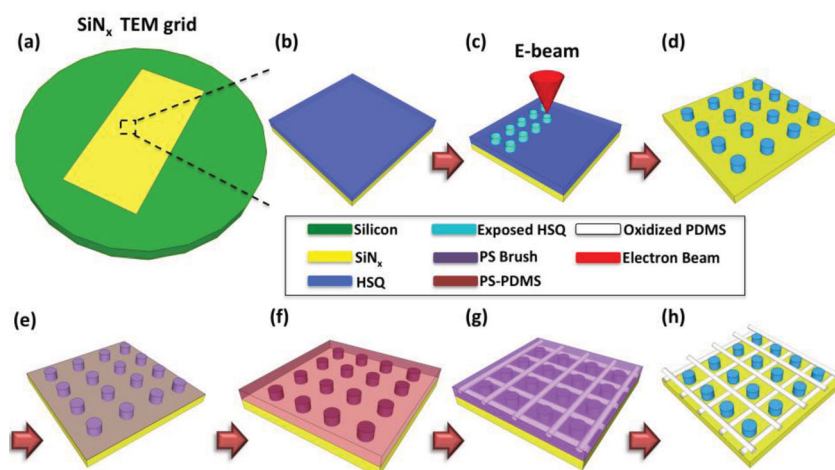 SiNx TEM grid
(a)
(b)
(c)
E-beam
(d)
Silicon
Exposed HSQ
Oxidized PDMS
SiNx
PS Brush
Electron Beam
HSQ
PS-PDMS
(e)
(f)
(g)
(h)